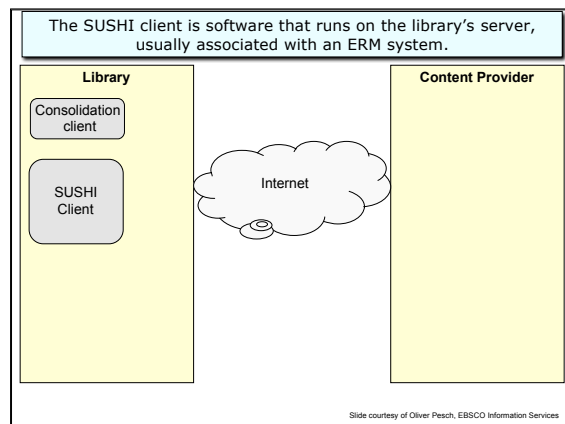 The SUSHI client is software that runs on the library's server,
usually associated with an ERM system.
Library
Consolidation
client
SUSHI
Client
Internet
Content Provider
Slide courtesy of Oliver Pesch, EBSCO Information Services